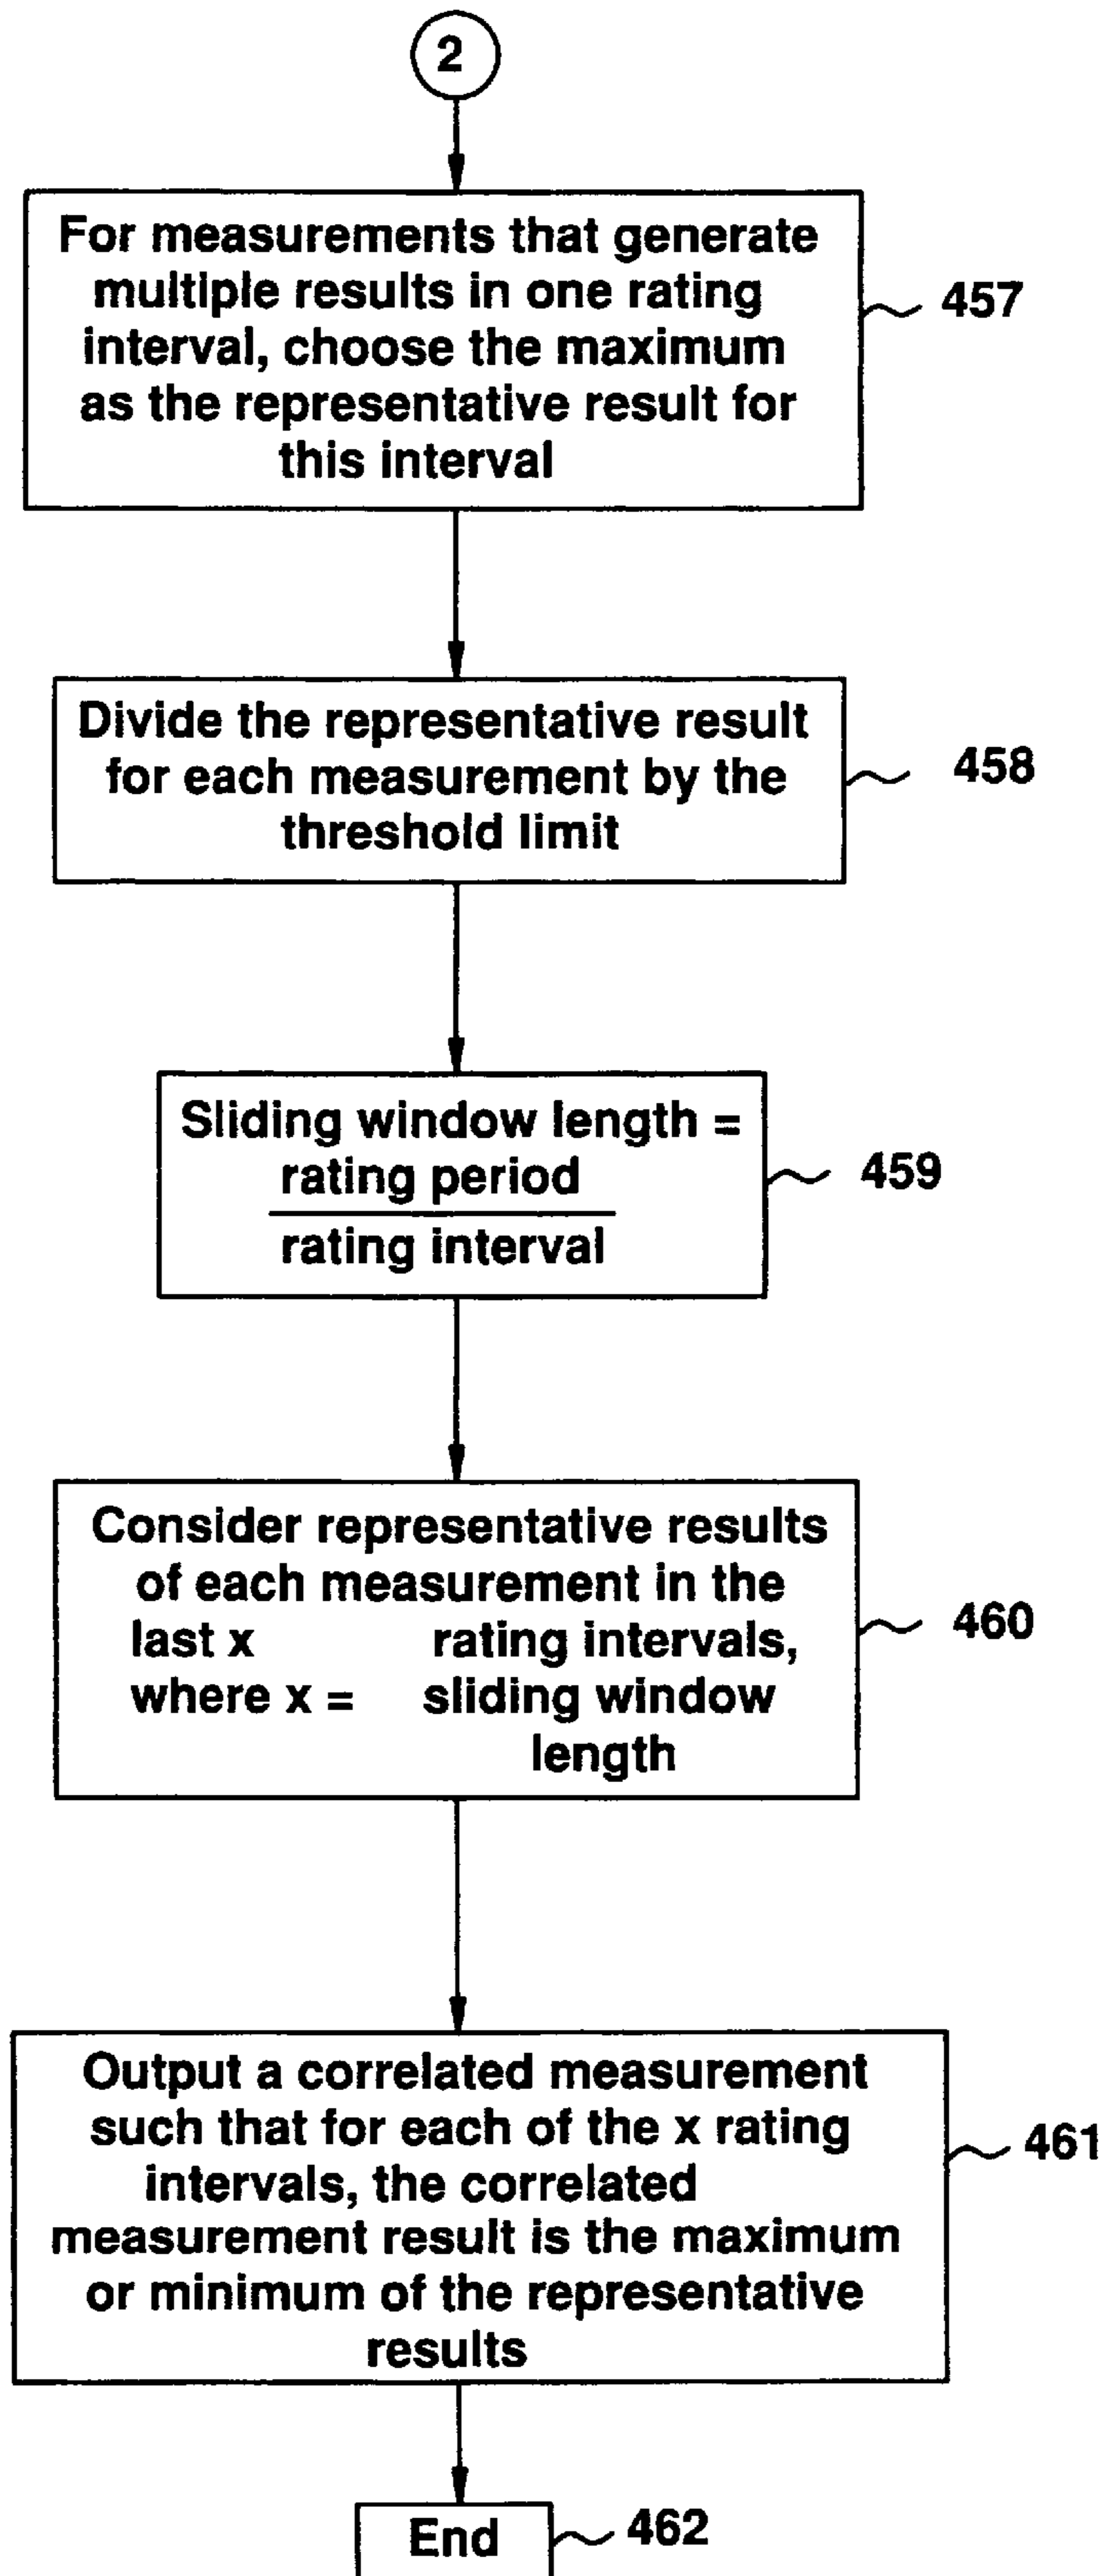 2
For measurements that generate
multiple results in one rating
interval, choose the maximum
as the representative result for
this interval
457
Divide the representative result
for each measurement by the
threshold limit
458
Sliding window length =
rating period
rating interval
459
Consider representative results
of each measurement in the
last x rating intervals,
where x = sliding window
length
460
Output a correlated measurement
such that for each of the x rating
intervals, the correlated
measurement result is the maximum
or minimum of the representative
results
461
End
462